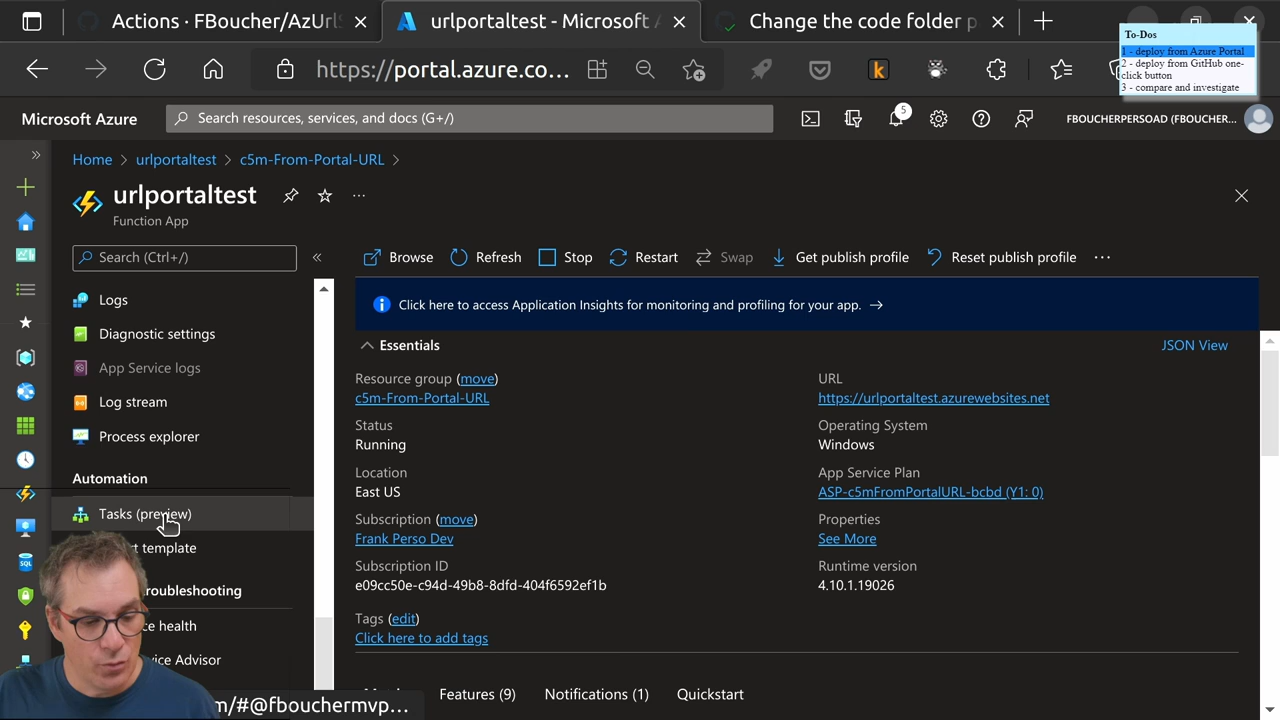 Actions · FBoucher/AzUrlS
urlportaltest - Microsoft A
Change the code folder p
To-Dos
1 - deploy from Azure Portal
2 - deploy from GitHub one-
click button
3 - compare and investigate
https://portal.azure.co...
k
Microsoft Azure
Search resources, services, and docs (G+/)
5
FBOUCHERPERSOAD (FBOUCHER...
Home > urlportaltest > c5m-From-Portal-URL >
urlportaltest
Function App
Search (Ctrl+/)
Browse
Refresh
Stop
Restart
Swap
Get publish profile
Reset publish profile
Click here to access Application Insights for monitoring and profiling for your app.
Logs
Diagnostic settings
App Service logs
Log stream
Process explorer
Automation
Tasks (preview)
t template
roubleshooting
ce health
vice Advisor
Essentials
JSON View
Resource group (move)
c5m-From-Portal-URL
Status
Running
Location
East US
Subscription (move)
Frank Perso Dev
Subscription ID
e09cc50e-c94d-49b8-8dfd-404f6592ef1b
Tags (edit)
Click here to add tags
URL
https://urlportaltest.azurewebsites.net
Operating System
Windows
App Service Plan
ASP-c5mFromPortalURL-bcbd (Y1: 0)
Properties
See More
Runtime version
4.10.1.19026
Features (9)
Notifications (1)
Quickstart
m/#@fbouchermvp...
SQL